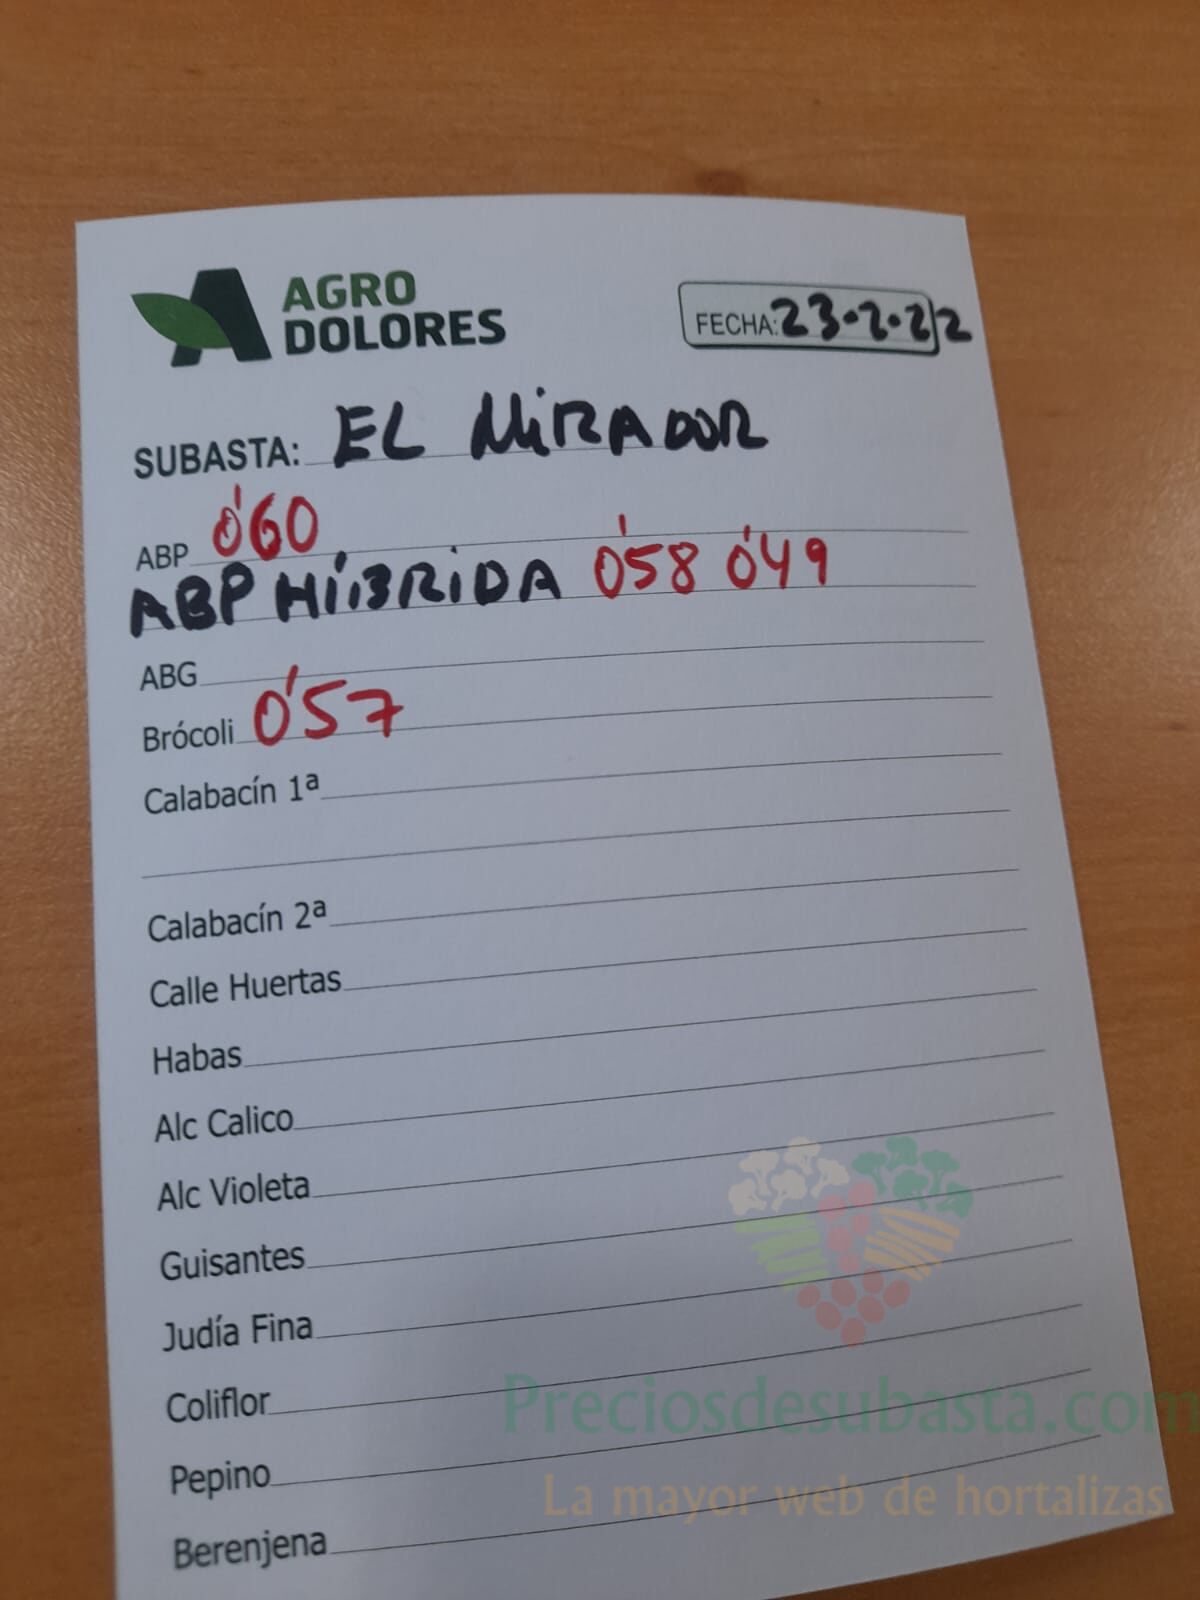 AGRO
DOLORES
FECHA: 23-2-22
SUBASTA: EL MIRADOR
ABP 0'60
ABP HÍBRIDA 0'58 0'49
ABG
Brócoli 0'57
Calabacín 1ª
Calabacín 2ª
Calle Huertas
Habas
Alc Calico
Alc Violeta
Guisantes
Judía Fina
Coliflor
Pepino
Berenjena
Preciosdesubasta.com
La mayor web de hortalizas